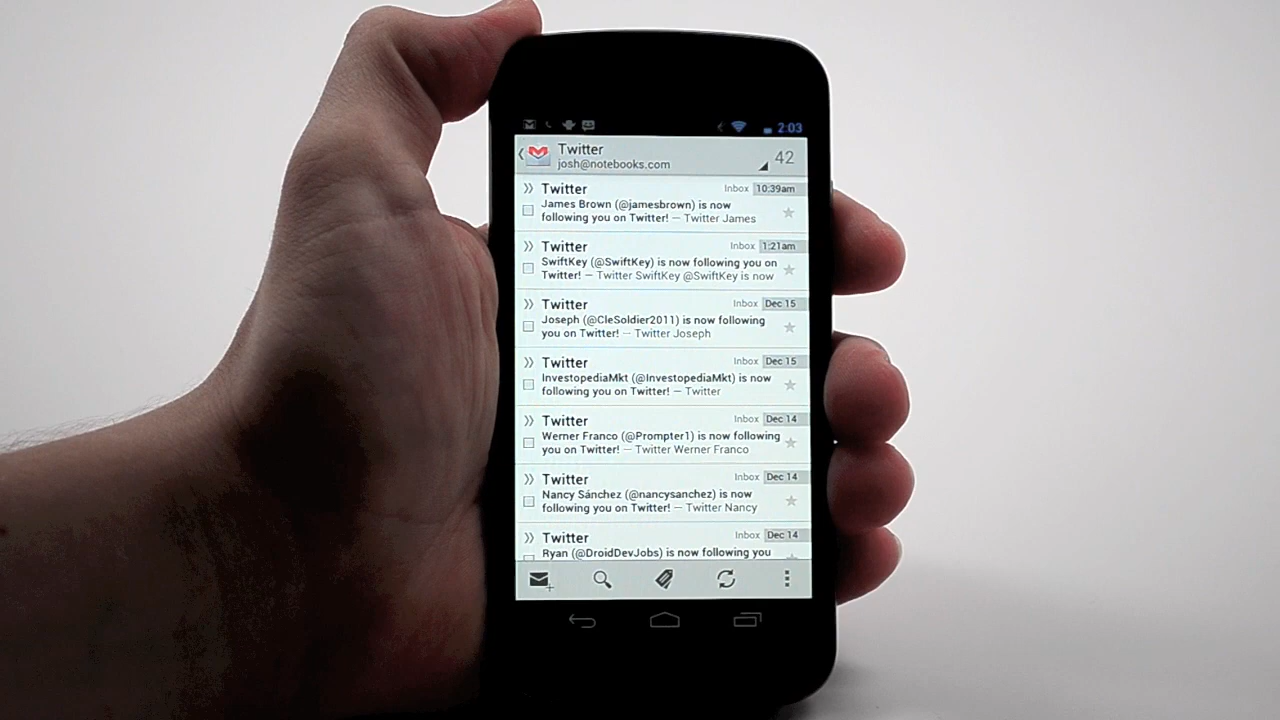 2:03
Twitter
josh@notebooks.com
42
Twitter Inbox 10:39am
James Brown (@jamesbrown) is now
following you on Twitter! — Twitter James
Twitter Inbox 1:21am
SwiftKey (@SwiftKey) is now following you on
Twitter! — Twitter SwiftKey @SwiftKey is now
Twitter Inbox Dec 15
Joseph (@CleSoldier2011) is now following
you on Twitter! — Twitter Joseph
Twitter Inbox Dec 15
InvestopediaMkt (@InvestopediaMkt) is now
following you on Twitter! — Twitter
Twitter Inbox Dec 14
Werner Franco (@Prompter1) is now following
you on Twitter! — Twitter Werner Franco
Twitter Inbox Dec 14
Nancy Sánchez (@nancysanchez) is now
following you on Twitter! — Twitter Nancy
Twitter Inbox Dec 14
Ryan (@DroidDevJobs) is now following you